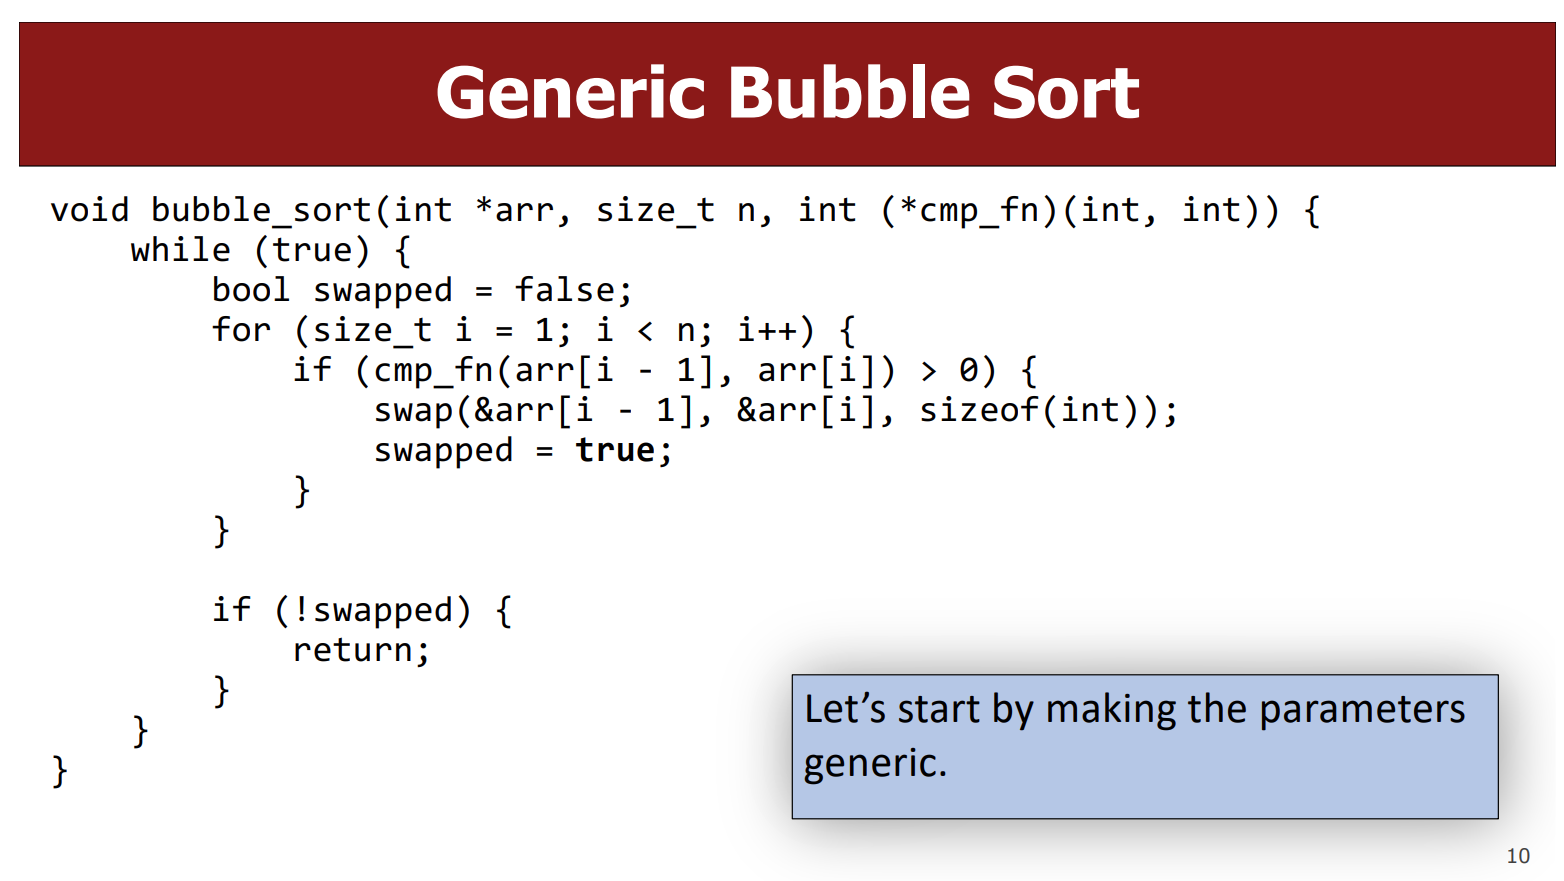 Generic Bubble Sort
void bubble_sort(int *arr, size_t n, int (*cmp_fn)(int, int)) {
    while (true) {
        bool swapped = false;
        for (size_t i = 1; i < n; i++) {
            if (cmp_fn(arr[i - 1], arr[i]) > 0) {
                swap(&arr[i - 1], &arr[i], sizeof(int));
                swapped = true;
            }
        }
        if (!swapped) {
            return;
        }
    }
}
Let’s start by making the parameters
generic.
10